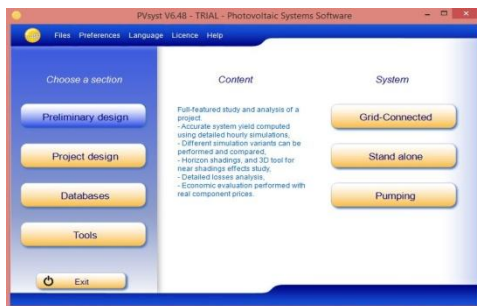 PVsyst V6.48 - TRIAL - Photovoltaic Systems Software
Files Preferences Language Licence Help
Choose a section
Preliminary design
Project design
Databases
Tools
Exit
Content
Full-featured study and analysis of a
project.
- Accurate system yield computed
using detailed hourly simulations,
- Different simulation variants can be
performed and compared,
- Horizon shadings, and 3D tool for
near shadings effects study,
- Detailed losses analysis,
- Economic evaluation performed with
real component prices.
System
Grid-Connected
Stand alone
Pumping